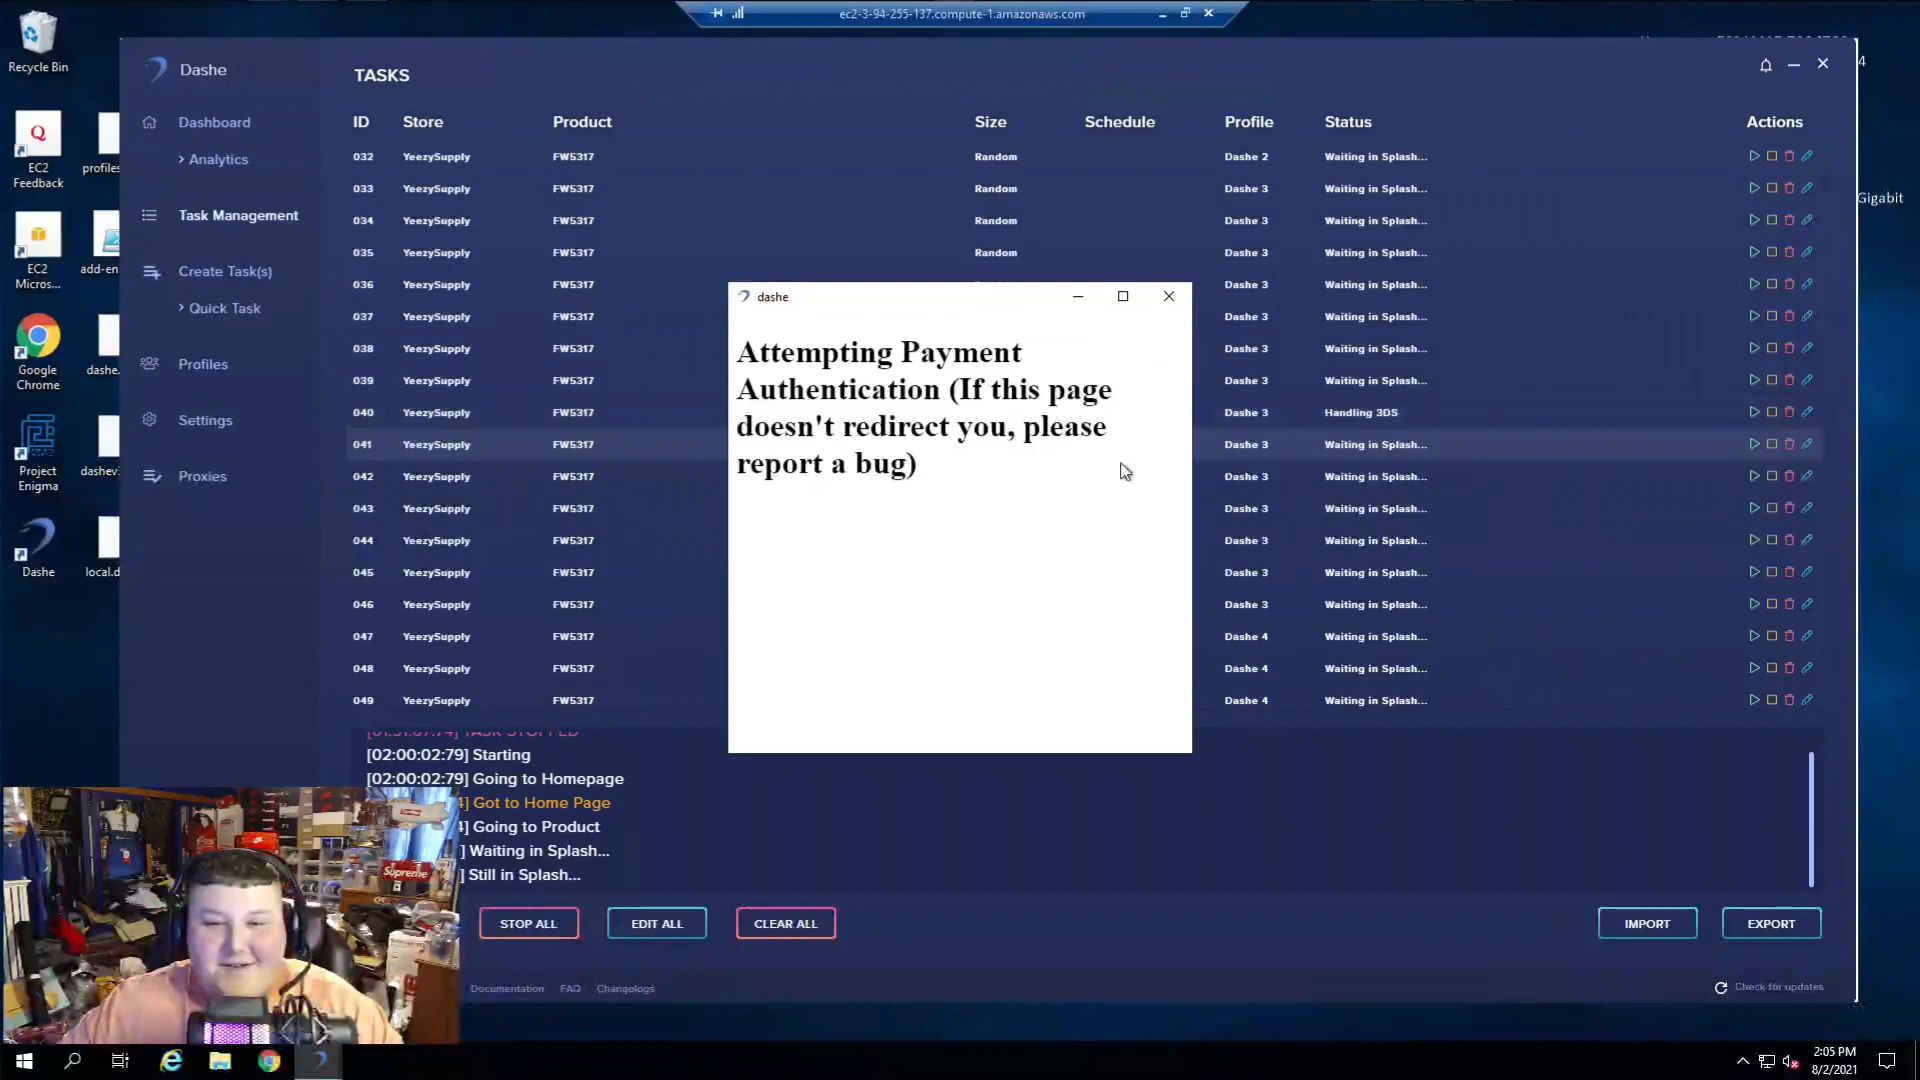 ec2-3-94-255-137.compute-1.amazonaws.com
Recycle Bin
EC2 Feedback
profiles
EC2 Micros...
add-en
Google Chrome
dashe.
Project Enigma
dashev
Dashe
local.d
4
Gigabit
Dashe
Dashboard
> Analytics
Task Management
Create Task(s)
> Quick Task
Profiles
Settings
Proxies
TASKS
ID Store Product Size Schedule Profile Status Actions
032 YeezySupply FW5317 Random Dashe 2 Waiting in Splash...
033 YeezySupply FW5317 Random Dashe 3 Waiting in Splash...
034 YeezySupply FW5317 Random Dashe 3 Waiting in Splash...
035 YeezySupply FW5317 Random Dashe 3 Waiting in Splash...
036 YeezySupply FW5317 Dashe 3 Waiting in Splash...
037 YeezySupply FW5317 Dashe 3 Waiting in Splash...
038 YeezySupply FW5317 Dashe 3 Waiting in Splash...
039 YeezySupply FW5317 Dashe 3 Waiting in Splash...
040 YeezySupply FW5317 Dashe 3 Handling 3DS
041 YeezySupply FW5317 Dashe 3 Waiting in Splash...
042 YeezySupply FW5317 Dashe 3 Waiting in Splash...
043 YeezySupply FW5317 Dashe 3 Waiting in Splash...
044 YeezySupply FW5317 Dashe 3 Waiting in Splash...
045 YeezySupply FW5317 Dashe 3 Waiting in Splash...
046 YeezySupply FW5317 Dashe 3 Waiting in Splash...
047 YeezySupply FW5317 Dashe 4 Waiting in Splash...
048 YeezySupply FW5317 Dashe 4 Waiting in Splash...
049 YeezySupply FW5317 Dashe 4 Waiting in Splash...
dashe
Attempting Payment
Authentication (If this page
doesn't redirect you, please
report a bug)
TASK STOPPED
[02:00:02:79] Starting
[02:00:02:79] Going to Homepage
4] Got to Home Page
4] Going to Product
] Waiting in Splash...
] Still in Splash...
STOP ALL EDIT ALL CLEAR ALL IMPORT EXPORT
Documentation FAQ Changelogs Check for updates
Supreme
2:05 PM
8/2/2021